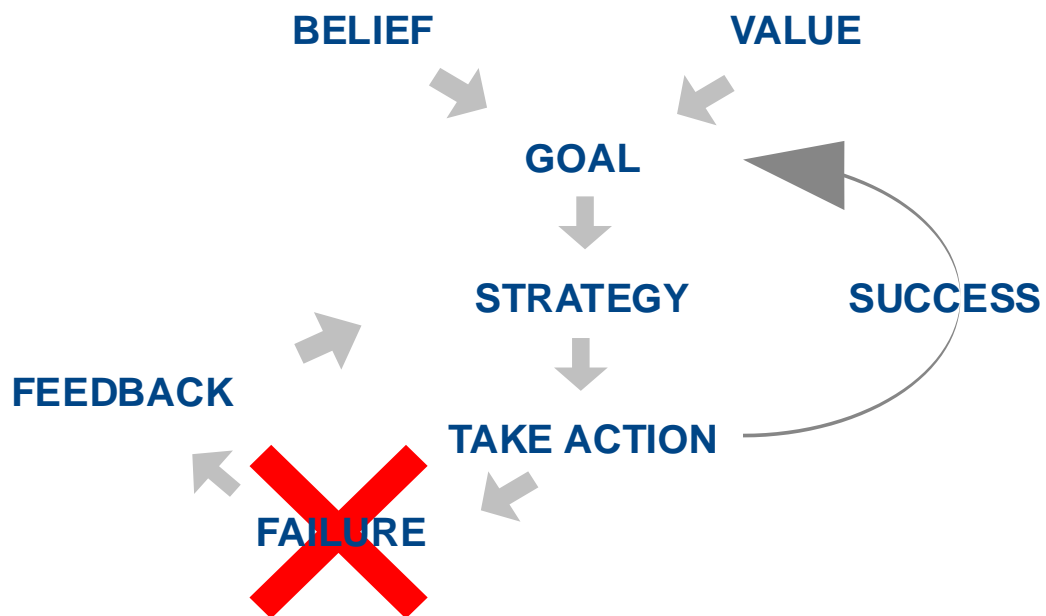 BELIEF
VALUE
GOAL
STRATEGY
SUCCESS
FEEDBACK
TAKE ACTION
FAILURE